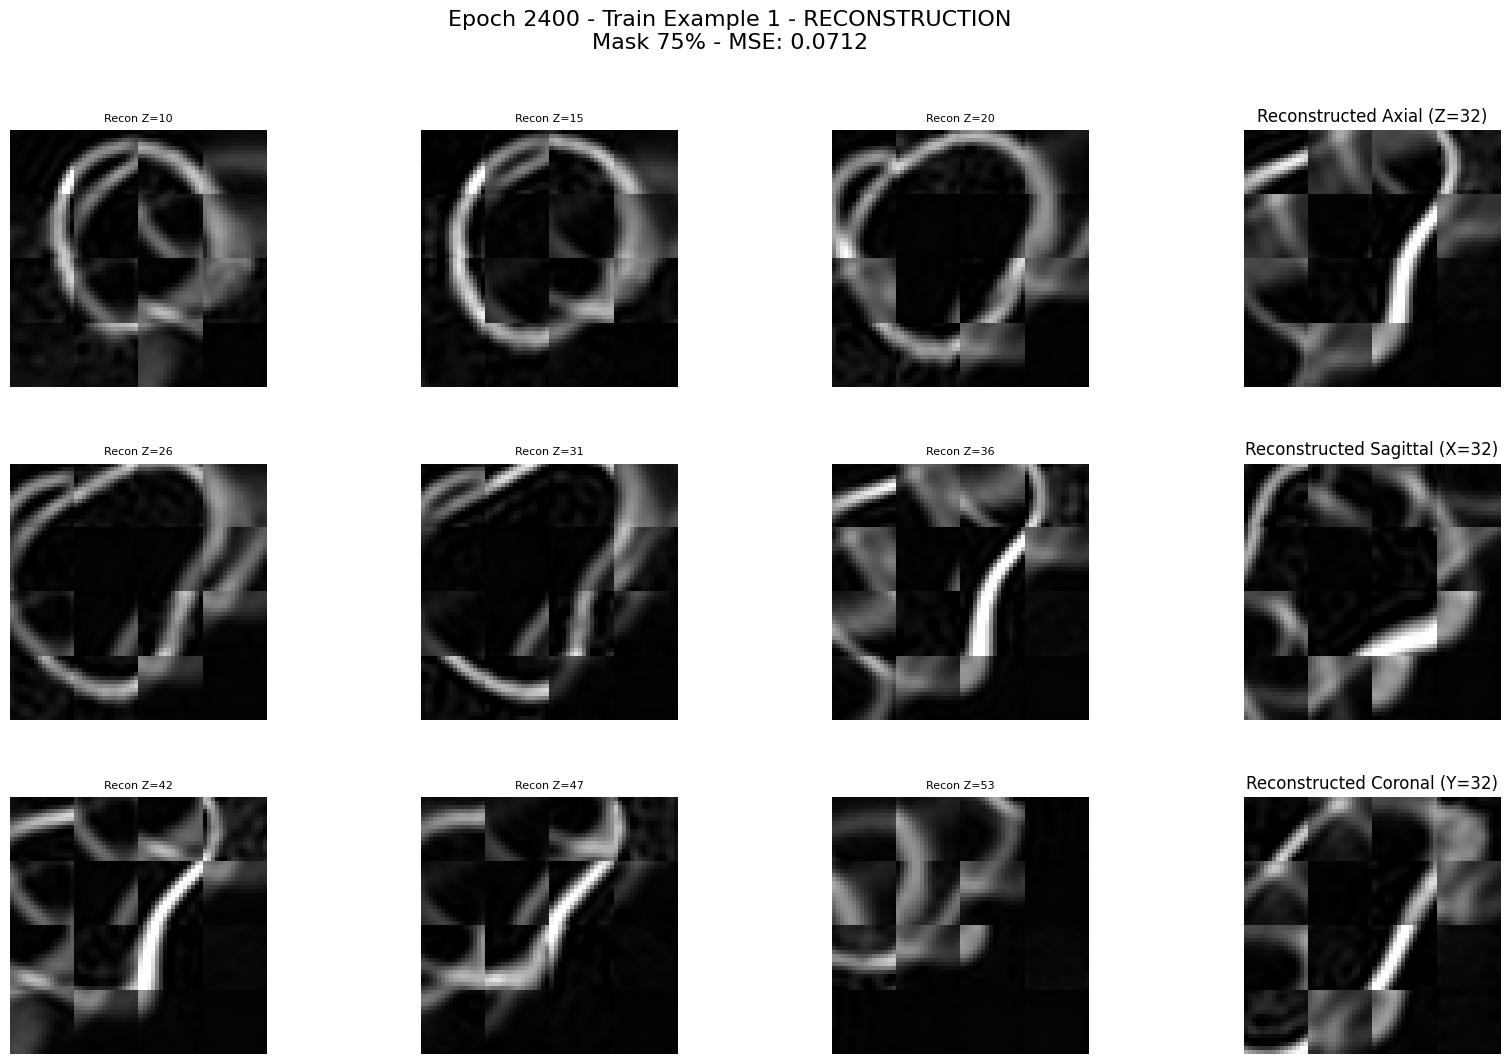 Epoch 2400 - Train Example 1 - RECONSTRUCTION
Mask 75% - MSE: 0.0712
Recon Z=10
Recon Z=15
Recon Z=20
Reconstructed Axial (Z=32)
Recon Z=26
Recon Z=31
Recon Z=36
Reconstructed Sagittal (X=32)
Recon Z=42
Recon Z=47
Recon Z=53
Reconstructed Coronal (Y=32)